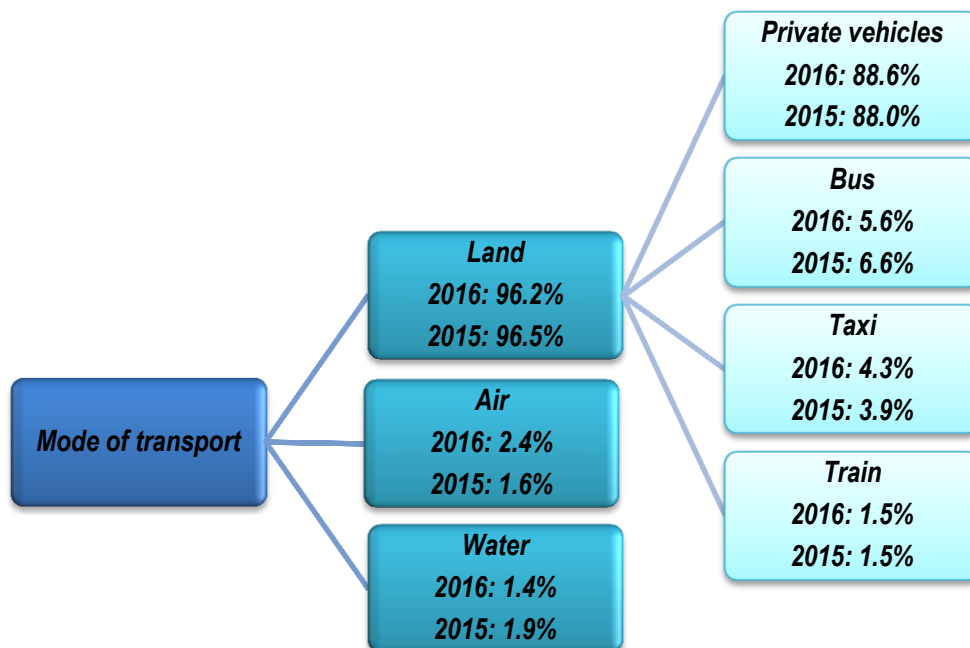 Mode of transport
Land
2016: 96.2%
2015: 96.5%
Air
2016: 2.4%
2015: 1.6%
Water
2016: 1.4%
2015: 1.9%
Private vehicles
2016: 88.6%
2015: 88.0%
Bus
2016: 5.6%
2015: 6.6%
Taxi
2016: 4.3%
2015: 3.9%
Train
2016: 1.5%
2015: 1.5%